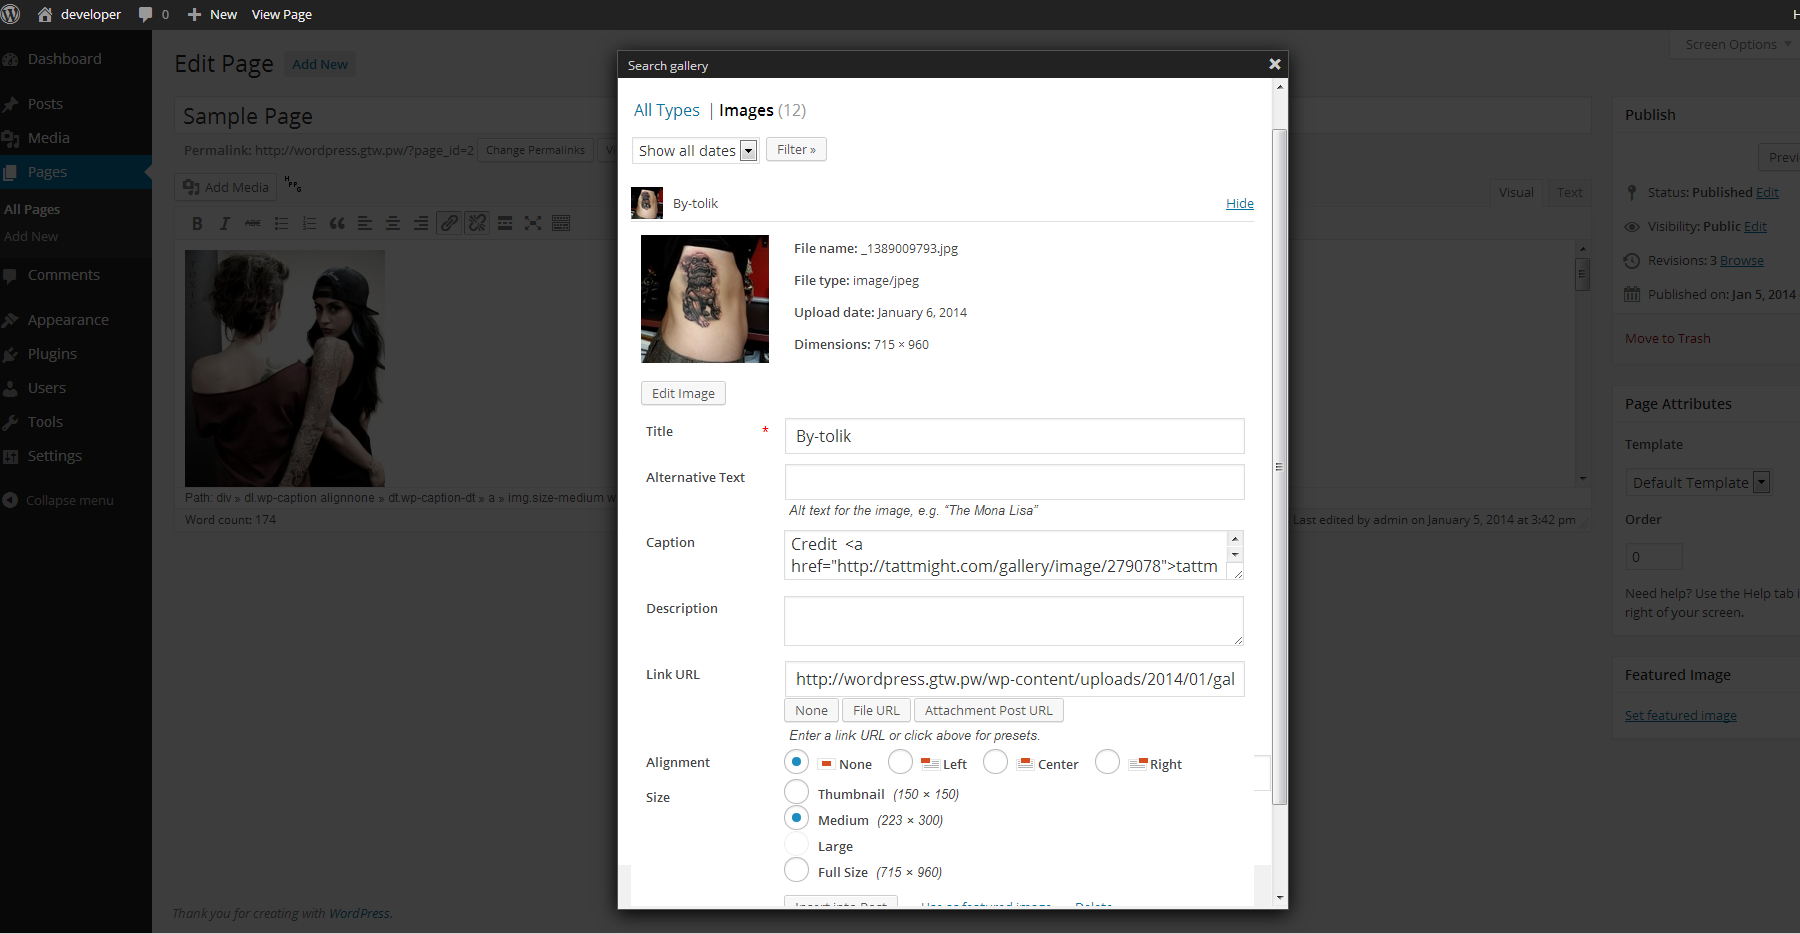 developer 0 New View Page H
Dashboard
Posts
Media
Pages
All Pages
Add New
Comments
Appearance
Plugins
Users
Tools
Settings
Collapse menu
Edit Page Add New
Screen Options
Sample Page
Permalink: http://wordpress.gtw.pw/?page_id=2 Change Permalinks Vi
Add Media
Visual Text
B I ABC
Path: div » dl.wp-caption alignnone » dt.wp-caption-dt » a » img.size-medium w
Word count: 174
Last edited by admin on January 5, 2014 at 3:42 pm
Thank you for creating with WordPress.
Search gallery
All Types | Images (12)
Show all dates Filter »
By-tolik Hide
File name: _1389009793.jpg
File type: image/jpeg
Upload date: January 6, 2014
Dimensions: 715 × 960
Edit Image
Title * By-tolik
Alternative Text
Alt text for the image, e.g. “The Mona Lisa”
Caption Credit <a
href="http://tattmight.com/gallery/image/279078">tattm
Description
Link URL http://wordpress.gtw.pw/wp-content/uploads/2014/01/gal
None File URL Attachment Post URL
Enter a link URL or click above for presets.
Alignment None Left Center Right
Size Thumbnail (150 × 150)
Medium (223 × 300)
Large
Full Size (715 × 960)
Insert into Post Use as featured image Delete
Publish
Previ
Status: Published Edit
Visibility: Public Edit
Revisions: 3 Browse
Published on: Jan 5, 2014
Move to Trash
Page Attributes
Template
Default Template
Order
0
Need help? Use the Help tab i
right of your screen.
Featured Image
Set featured image